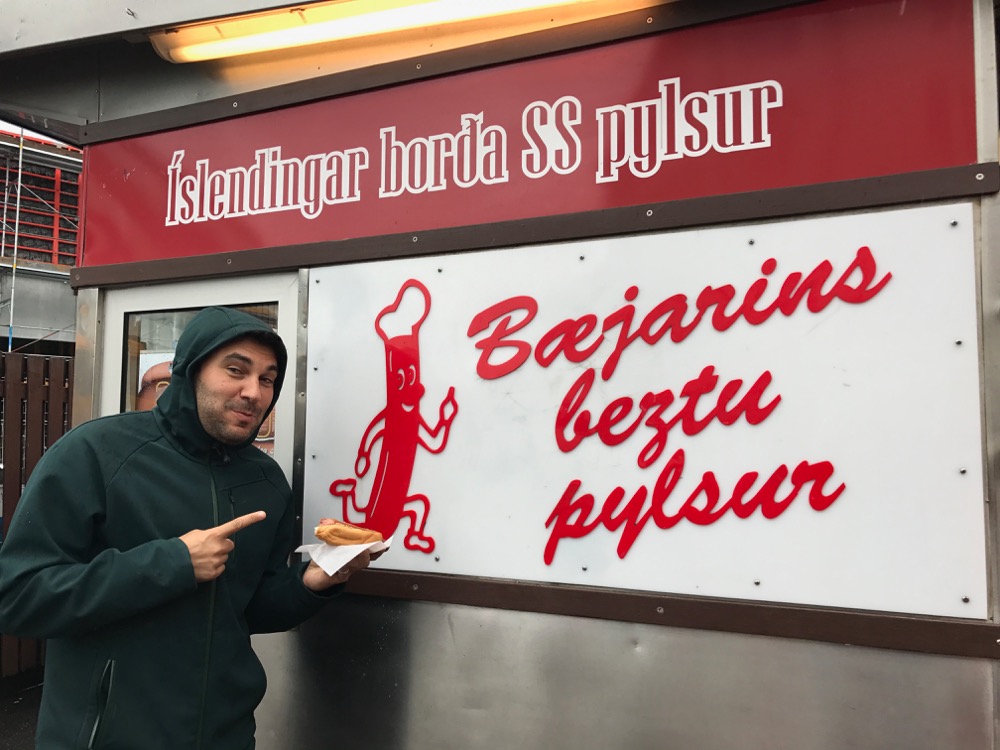 Íslendingar borða SS pylsur
Bæjarins
beztu
pylsur